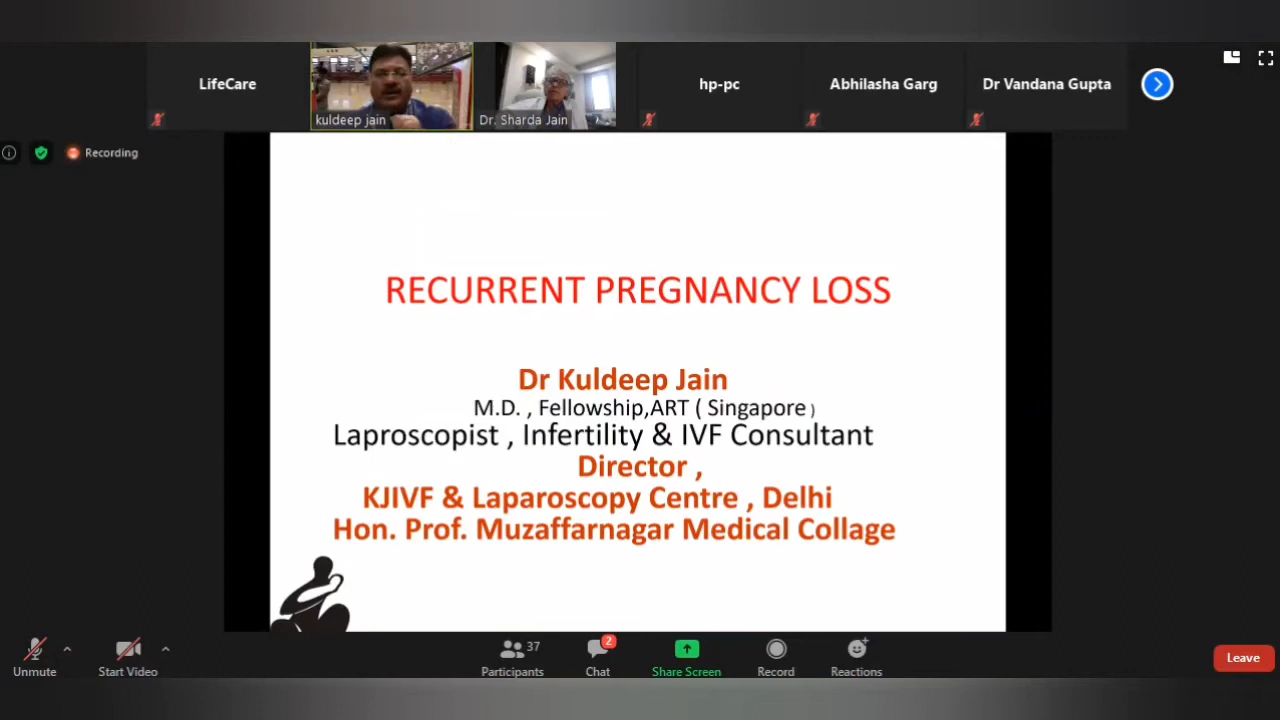 LifeCare
kuldeep jain
Dr. Sharda Jain
hp-pc
Abhilasha Garg
Dr Vandana Gupta
Recording
RECURRENT PREGNANCY LOSS
Dr Kuldeep Jain
M.D. , Fellowship,ART ( Singapore )
Laproscopist , Infertility & IVF Consultant
Director ,
KJIVF & Laparoscopy Centre , Delhi
Hon. Prof. Muzaffarnagar Medical Collage
Unmute
Start Video
37
Participants
2
Chat
Share Screen
Record
Reactions
Leave